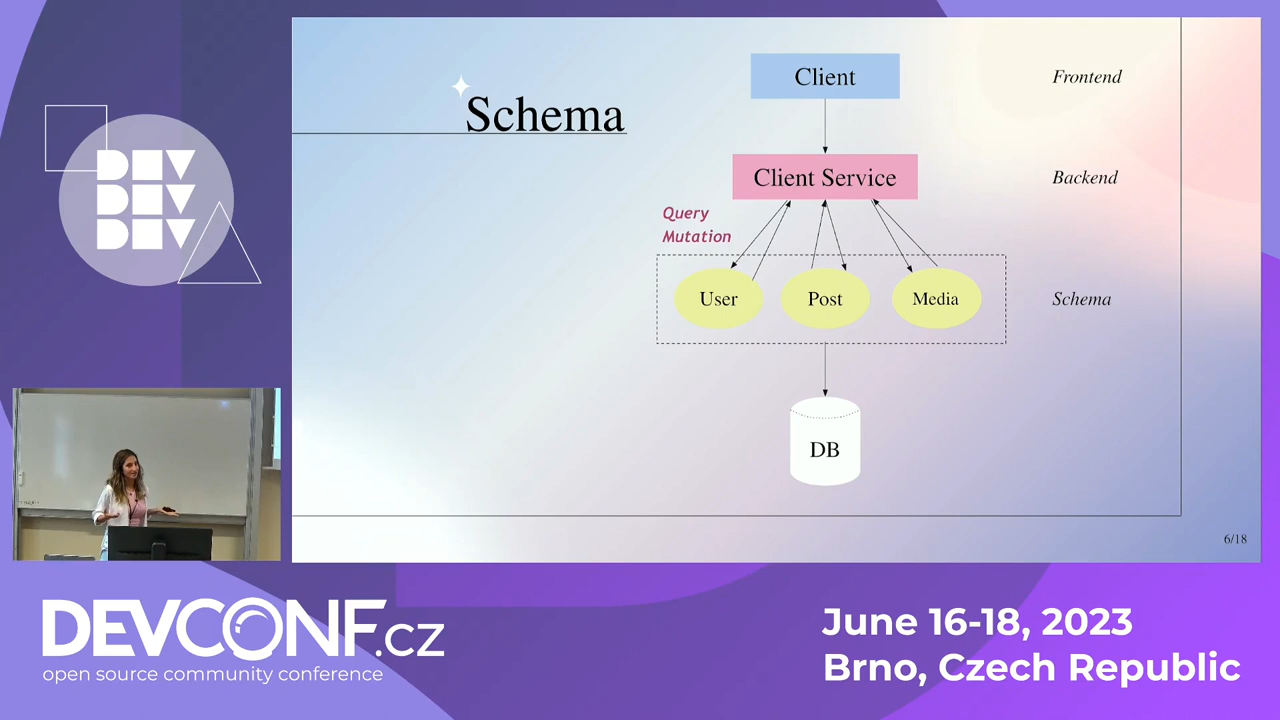 DEV
DEV
DEV
Schema
Client
Frontend
Client Service
Backend
Query
Mutation
User
Post
Media
Schema
DB
6/18
DEVCONF.cz
open source community conference
June 16-18, 2023
Brno, Czech Republic